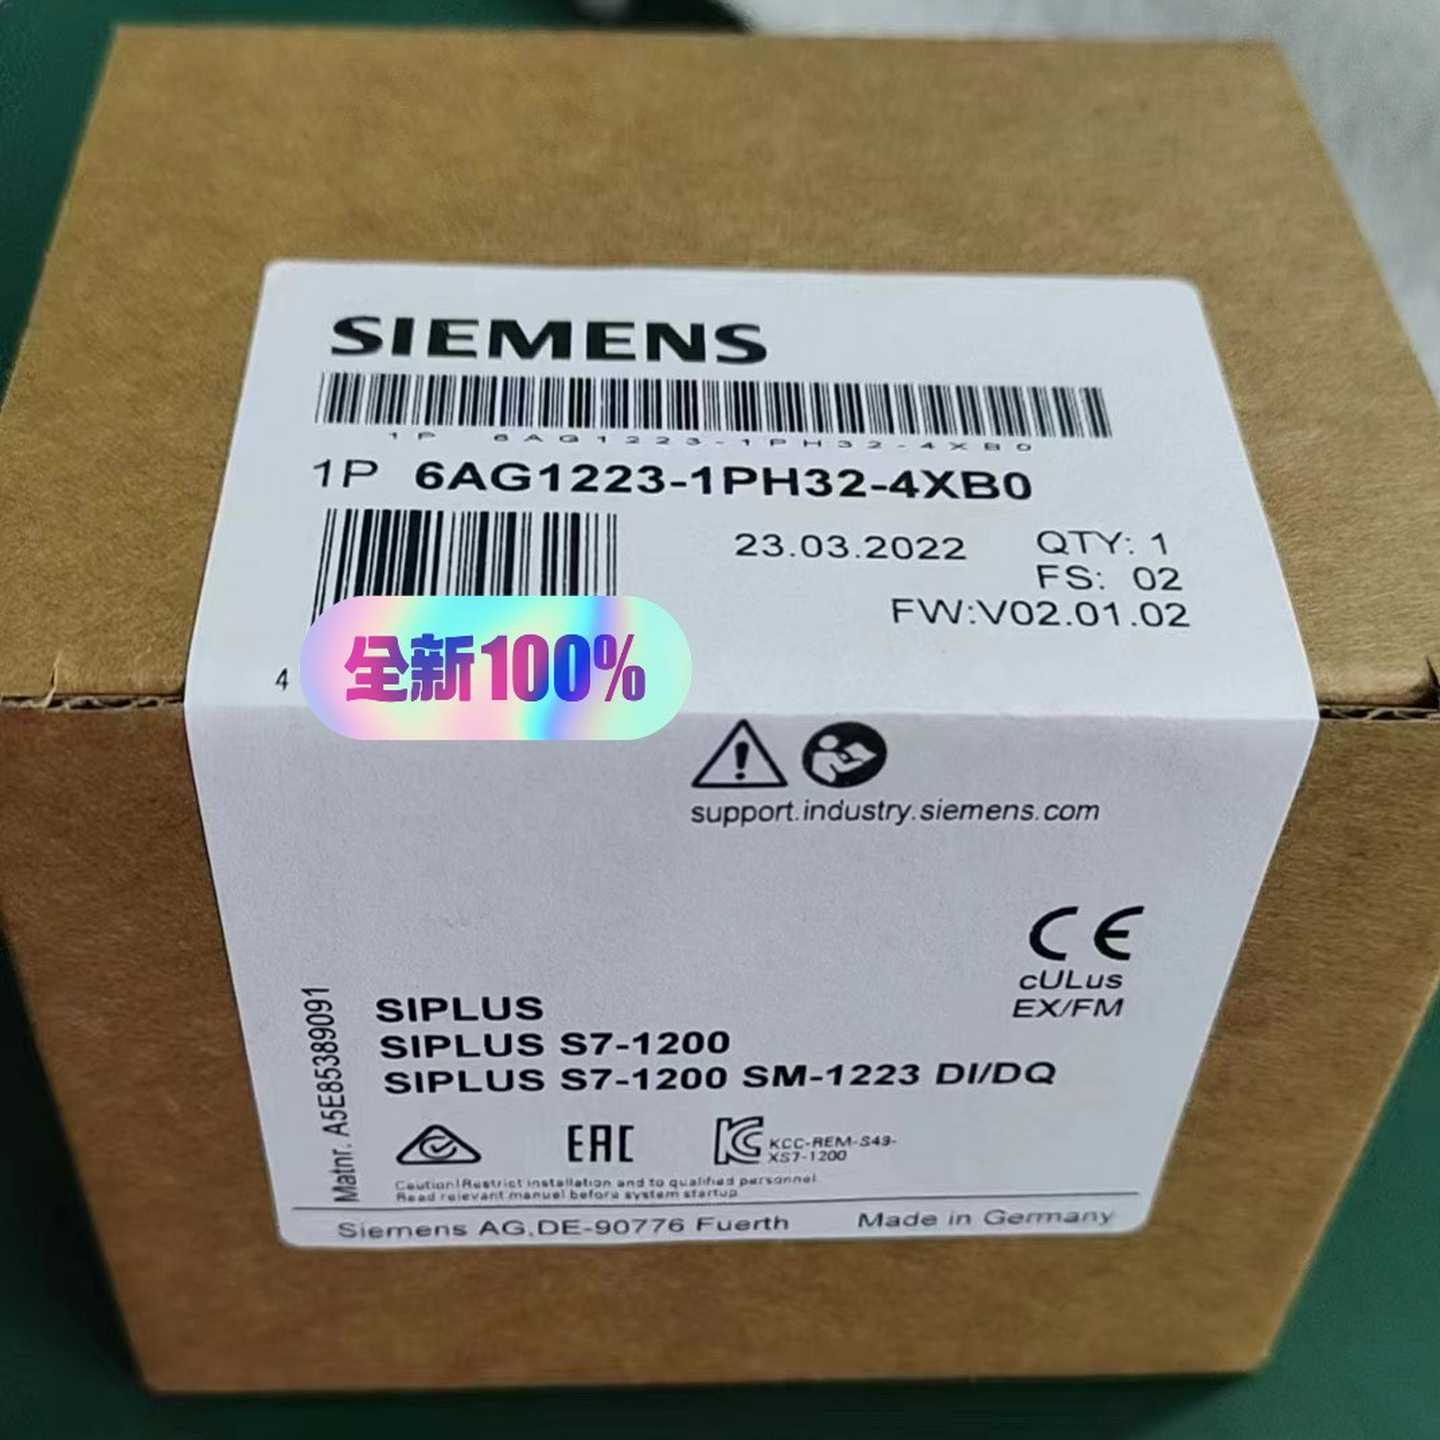 SIEMENS
1P 6AG1223-1PH32-4XB0
1P 6AG1223-1PH32-4XB0
23.03.2022
QTY: 1
FS: 02
FW:V02.01.02
4
全新100%
support.industry.siemens.com
CE
cULus
EX/FM
Matnr. A5E85389091
SIPLUS
SIPLUS S7-1200
SIPLUS S7-1200 SM-1223 DI/DQ
EAC
KC
KCC-REM-S49-
XS7-1200
Caution!Restrict installation and to qualified personnel
Read relevant manual before system startup
Siemens AG,DE-90776 Fuerth
Made in Germany